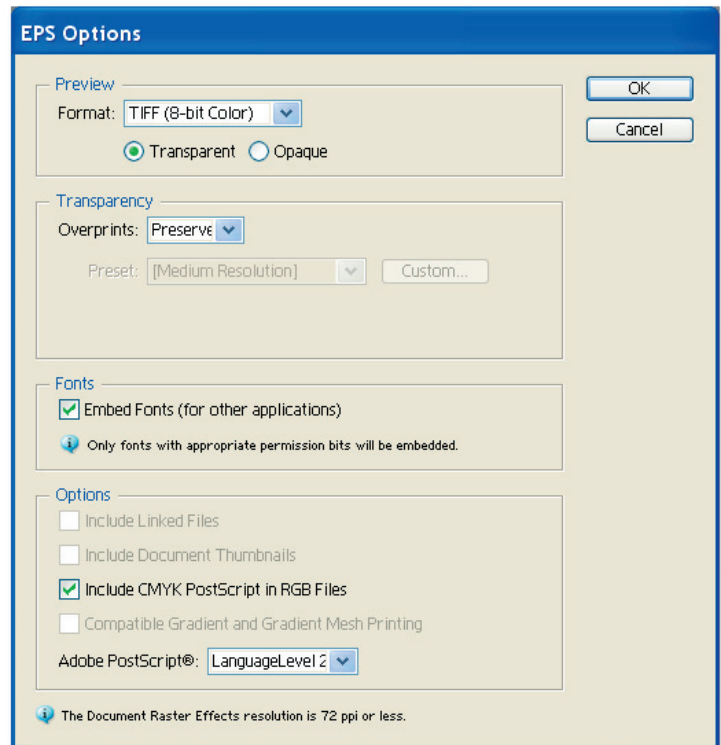 EPS Options
Preview
Format: TIFF (8-bit Color)
Transparent Opaque
OK
Cancel
Transparency
Overprints: Preserve
Preset: [Medium Resolution] Custom...
Fonts
Embed Fonts (for other applications)
Only fonts with appropriate permission bits will be embedded.
Options
Include Linked Files
Include Document Thumbnails
Include CMYK PostScript in RGB Files
Compatible Gradient and Gradient Mesh Printing
Adobe PostScript®: LanguageLevel 2
The Document Raster Effects resolution is 72 ppi or less.